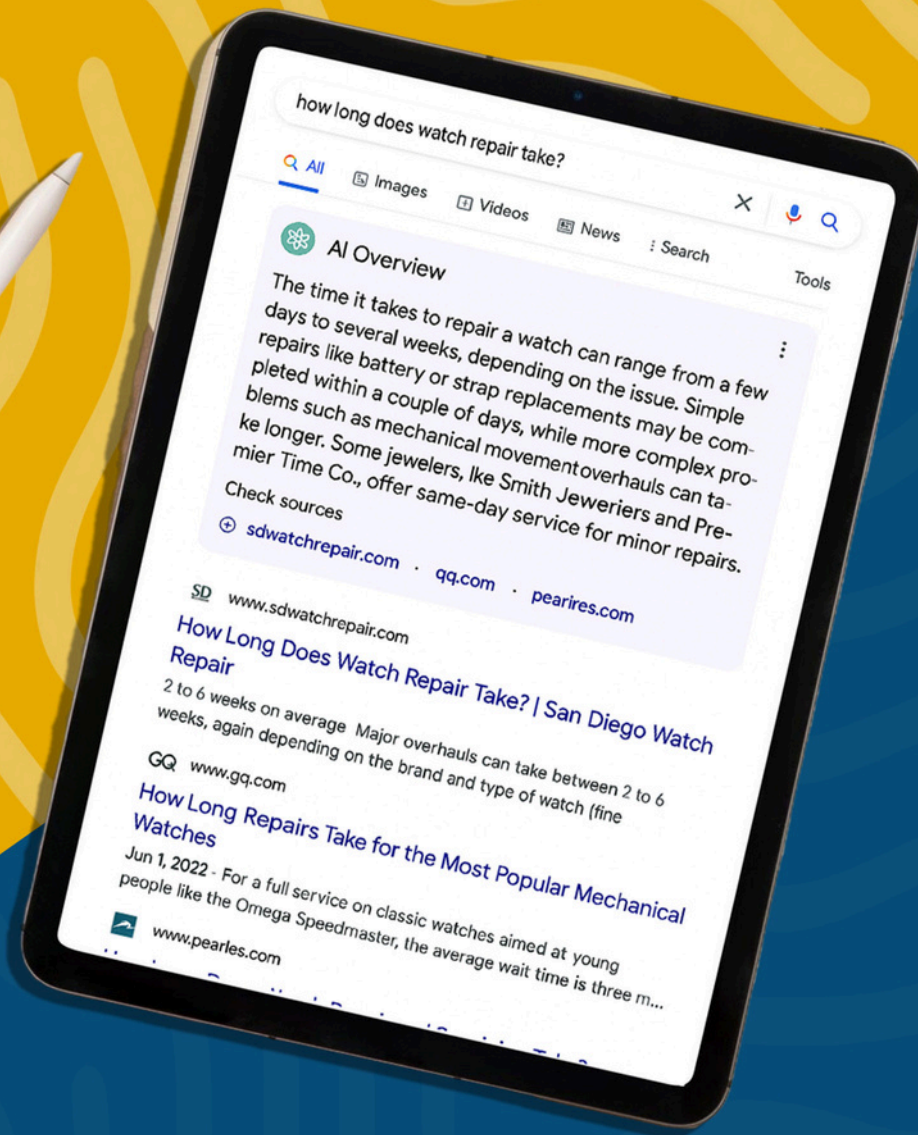 how long does watch repair take?
All Images Videos News : Search Tools
AI Overview
The time it takes to repair a watch can range from a few
days to several weeks, depending on the issue. Simple
repairs like battery or strap replacements may be com-
pleted within a couple of days, while more complex pro-
blems such as mechanical movementoverhauls can ta-
ke longer. Some jewelers, lke Smith Jeweriers and Pre-
mier Time Co., offer same-day service for minor repairs.
Check sources
sdwatchrepair.com · qq.com · pearires.com
SD www.sdwatchrepair.com
How Long Does Watch Repair Take? | San Diego Watch
Repair
2 to 6 weeks on average Major overhauls can take between 2 to 6
weeks, again depending on the brand and type of watch (fine
GQ www.gq.com
How Long Repairs Take for the Most Popular Mechanical
Watches
Jun 1, 2022 - For a full service on classic watches aimed at young
people like the Omega Speedmaster, the average wait time is three m...
www.pearles.com